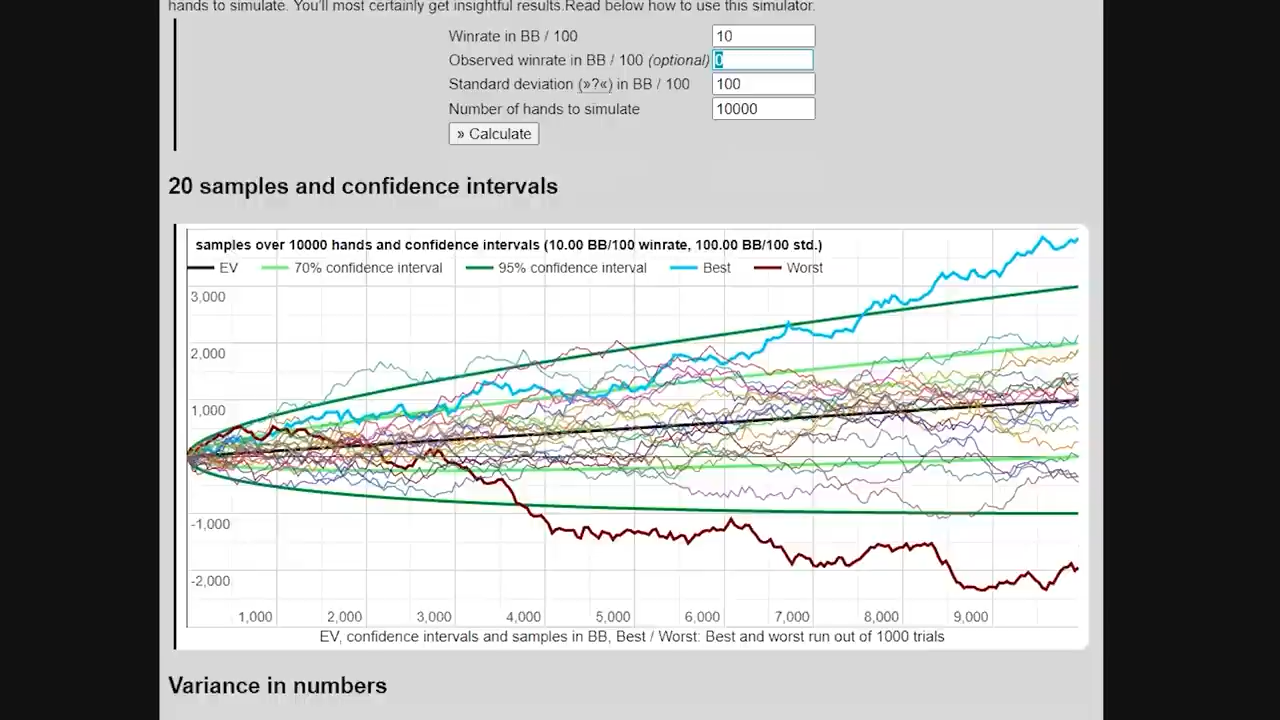 hands to simulate. You'll most certainly get insightful results.Read below how to use this simulator.
Winrate in BB / 100 10
Observed winrate in BB / 100 (optional) 0
Standard deviation (»?«) in BB / 100 100
Number of hands to simulate 10000
» Calculate
20 samples and confidence intervals
samples over 10000 hands and confidence intervals (10.00 BB/100 winrate, 100.00 BB/100 std.)
EV 70% confidence interval 95% confidence interval Best Worst
3,000
2,000
1,000
-1,000
-2,000
1,000 2,000 3,000 4,000 5,000 6,000 7,000 8,000 9,000
EV, confidence intervals and samples in BB, Best / Worst: Best and worst run out of 1000 trials
Variance in numbers